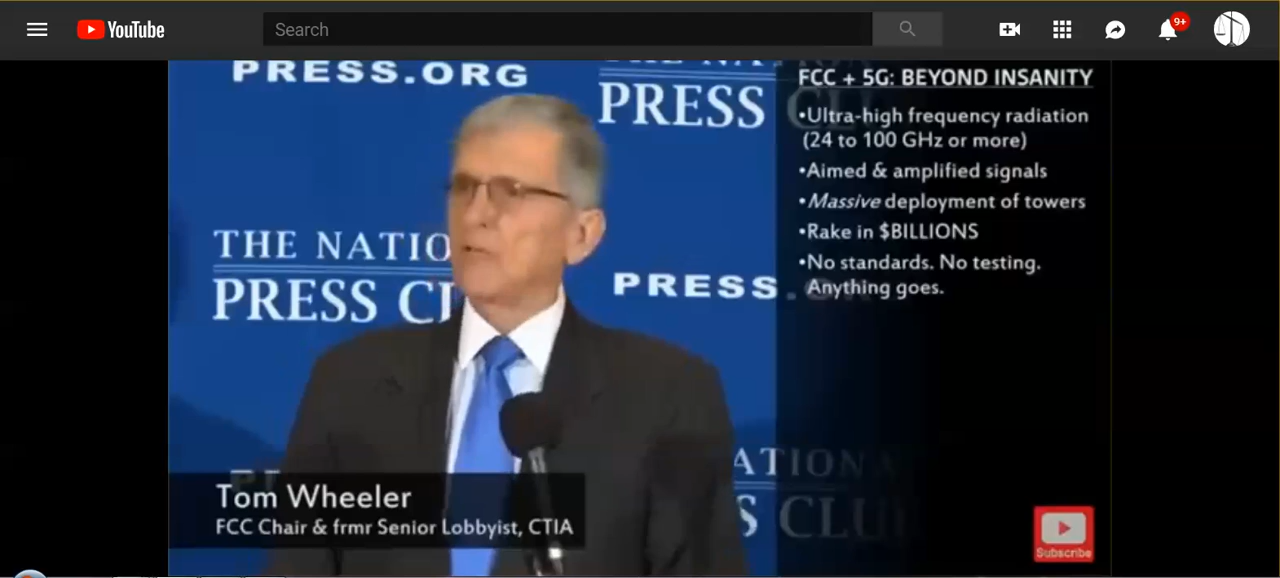 YouTube
Search
9+
PRESS.ORG
PRESS
FCC + 5G: BEYOND INSANITY
•Ultra-high frequency radiation
(24 to 100 GHz or more)
•Aimed & amplified signals
•Massive deployment of towers
•Rake in $BILLIONS
•No standards. No testing.
Anything goes.
THE NATIO
PRESS CL
PRESS.
ATION
S CLU
Tom Wheeler
FCC Chair & frmr Senior Lobbyist, CTIA
Subscribe